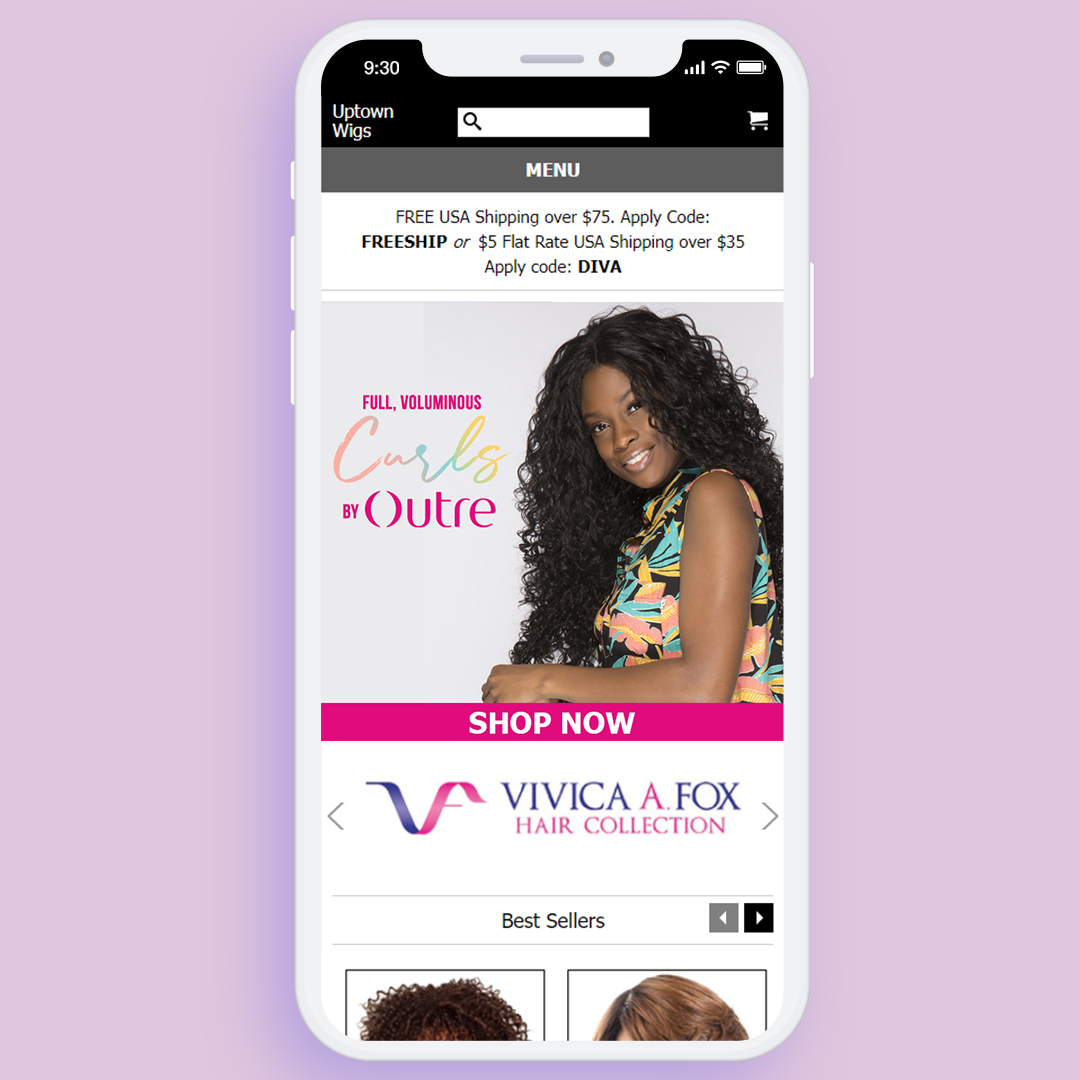 9:30
Uptown
Wigs
MENU
FREE USA Shipping over $75. Apply Code:
FREESHIP or $5 Flat Rate USA Shipping over $35
Apply code: DIVA
FULL, VOLUMINOUS
Curls
BY Outre
SHOP NOW
VF VIVICA A. FOX
HAIR COLLECTION
Best Sellers